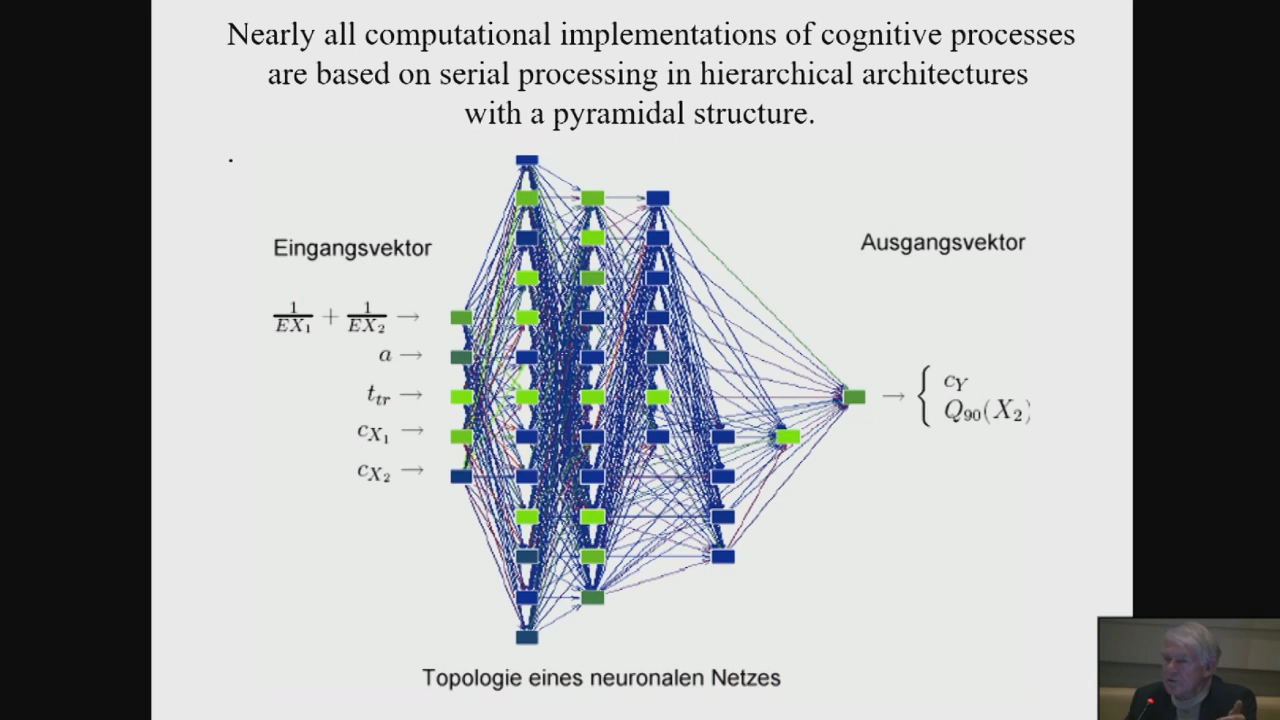 Nearly all computational implementations of cognitive processes
are based on serial processing in hierarchical architectures
with a pyramidal structure.
.
Eingangsvektor
Ausgangsvektor
1/EX₁ + 1/EX₂ →
a →
t_tr →
c_X₁ →
c_X₂ →
→ { c_Y
Q₉₀(X₂)
Topologie eines neuronalen Netzes